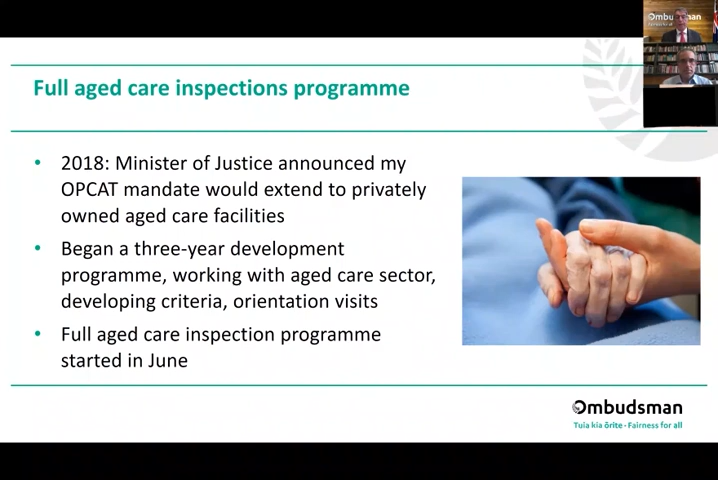 Full aged care inspections programme
• 2018: Minister of Justice announced my
OPCAT mandate would extend to privately
owned aged care facilities
• Began a three-year development
programme, working with aged care sector,
developing criteria, orientation visits
• Full aged care inspection programme
started in June
Ombudsman
Tuia kia ōrite · Fairness for all
Ombudsman